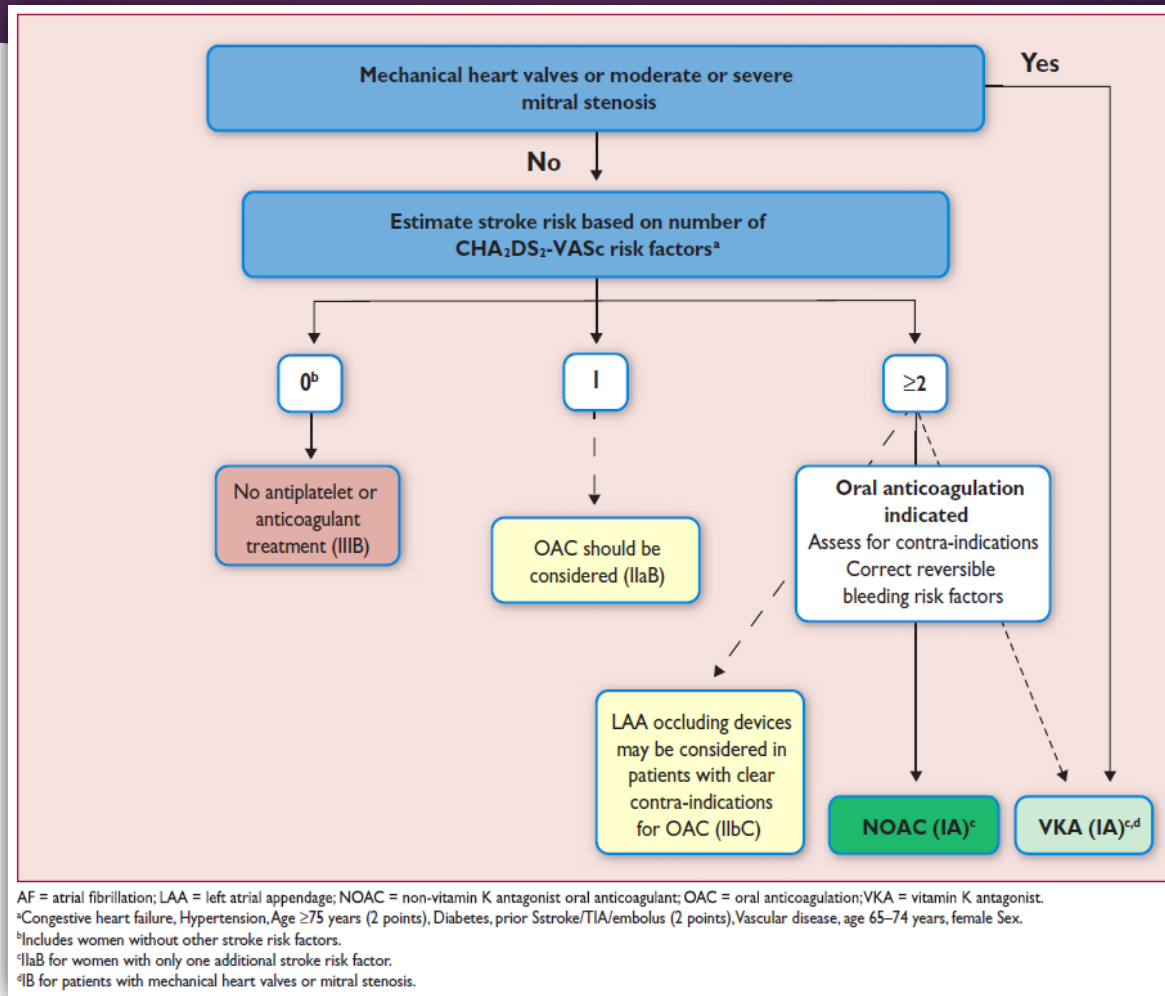 Mechanical heart valves or moderate or severe
mitral stenosis
Yes
No
Estimate stroke risk based on number of
CHA₂DS₂-VASc risk factorsᵃ
0ᵇ
1
≥2
No antiplatelet or
anticoagulant
treatment (IIIB)
OAC should be
considered (IIaB)
Oral anticoagulation
indicated
Assess for contra-indications
Correct reversible
bleeding risk factors
LAA occluding devices
may be considered in
patients with clear
contra-indications
for OAC (IIbC)
NOAC (IA)ᶜ
VKA (IA)ᶜ,ᵈ
AF = atrial fibrillation; LAA = left atrial appendage; NOAC = non-vitamin K antagonist oral anticoagulant; OAC = oral anticoagulation; VKA = vitamin K antagonist.
ᵃCongestive heart failure, Hypertension, Age ≥75 years (2 points), Diabetes, prior Sstroke/TIA/embolus (2 points), Vascular disease, age 65–74 years, female Sex.
ᵇIncludes women without other stroke risk factors.
ᶜIIaB for women with only one additional stroke risk factor.
ᵈIB for patients with mechanical heart valves or mitral stenosis.